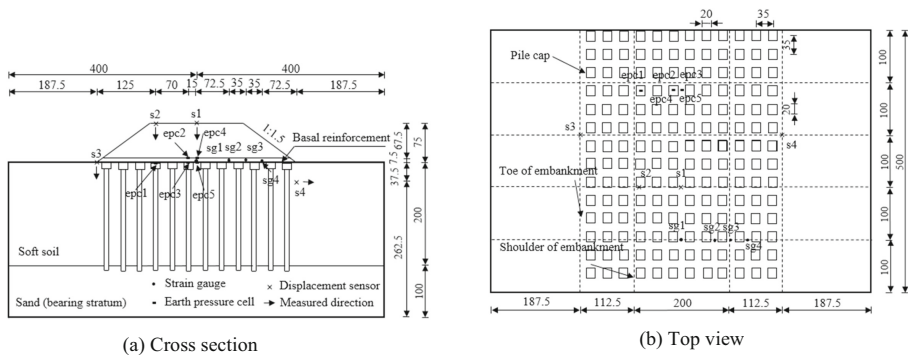 400 400
187.5 125 70 15 72.5 35 35 72.5 187.5
s2 s1
1:1.5
epc2 epc4
sg1 sg2 sg3
Basal reinforcement
s3
epc1 epc3 epc5 sg4
s4
67.5 75
7.5
37.5
200
262.5
100
Soft soil
Sand (bearing stratum)
Strain gauge
Displacement sensor
Earth pressure cell
Measured direction
(a) Cross section
20 35
Pile cap
35
epc1 epc2 epc3
epc4 epc5
20
s3 s4
Toe of embankment
s2 s1
sg1 sg2 sg3 sg4
Shoulder of embankment
100
100
100
100
100
500
187.5 112.5 200 112.5 187.5
(b) Top view